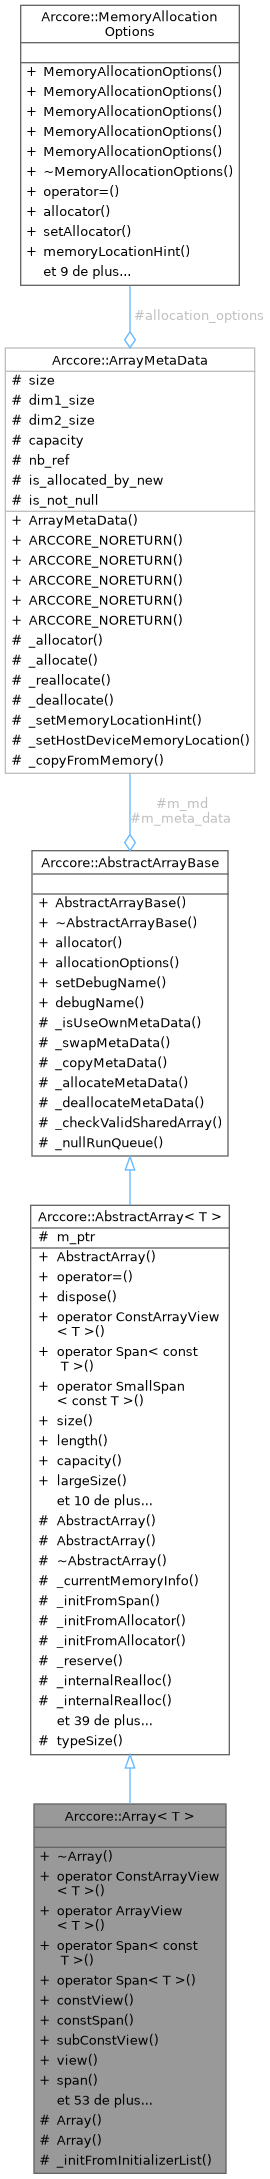 Arccore::MemoryAllocation
Options
+ MemoryAllocationOptions()
+ MemoryAllocationOptions()
+ MemoryAllocationOptions()
+ MemoryAllocationOptions()
+ MemoryAllocationOptions()
+ ~MemoryAllocationOptions()
+ operator=()
+ allocator()
+ setAllocator()
+ memoryLocationHint()
et 9 de plus...
#allocation_options
Arccore::ArrayMetaData
# size
# dim1_size
# dim2_size
# capacity
# nb_ref
# is_allocated_by_new
# is_not_null
+ ArrayMetaData()
+ ARCCORE_NORETURN()
+ ARCCORE_NORETURN()
+ ARCCORE_NORETURN()
+ ARCCORE_NORETURN()
+ ARCCORE_NORETURN()
# _allocator()
# _allocate()
# _reallocate()
# _deallocate()
# _setMemoryLocationHint()
# _setHostDeviceMemoryLocation()
# _copyFromMemory()
#m_md
#m_meta_data
Arccore::AbstractArrayBase
+ AbstractArrayBase()
+ ~AbstractArrayBase()
+ allocator()
+ allocationOptions()
+ setDebugName()
+ debugName()
# _isUseOwnMetaData()
# _swapMetaData()
# _copyMetaData()
# _allocateMetaData()
# _deallocateMetaData()
# _checkValidSharedArray()
# _nullRunQueue()
Arccore::AbstractArray< T >
# m_ptr
+ AbstractArray()
+ operator=()
+ dispose()
+ operator ConstArrayView
< T >()
+ operator Span< const
T >()
+ operator SmallSpan
< const T >()
+ size()
+ length()
+ capacity()
+ largeSize()
et 10 de plus...
# AbstractArray()
# AbstractArray()
# ~AbstractArray()
# _currentMemoryInfo()
# _initFromSpan()
# _initFromAllocator()
# _initFromAllocator()
# _reserve()
# _internalRealloc()
# _internalRealloc()
et 39 de plus...
# typeSize()
Arccore::Array< T >
+ ~Array()
+ operator ConstArrayView
< T >()
+ operator ArrayView
< T >()
+ operator Span< const
T >()
+ operator Span< T >()
+ constView()
+ constSpan()
+ subConstView()
+ view()
+ span()
et 53 de plus...
# Array()
# Array()
# _initFromInitializerList()